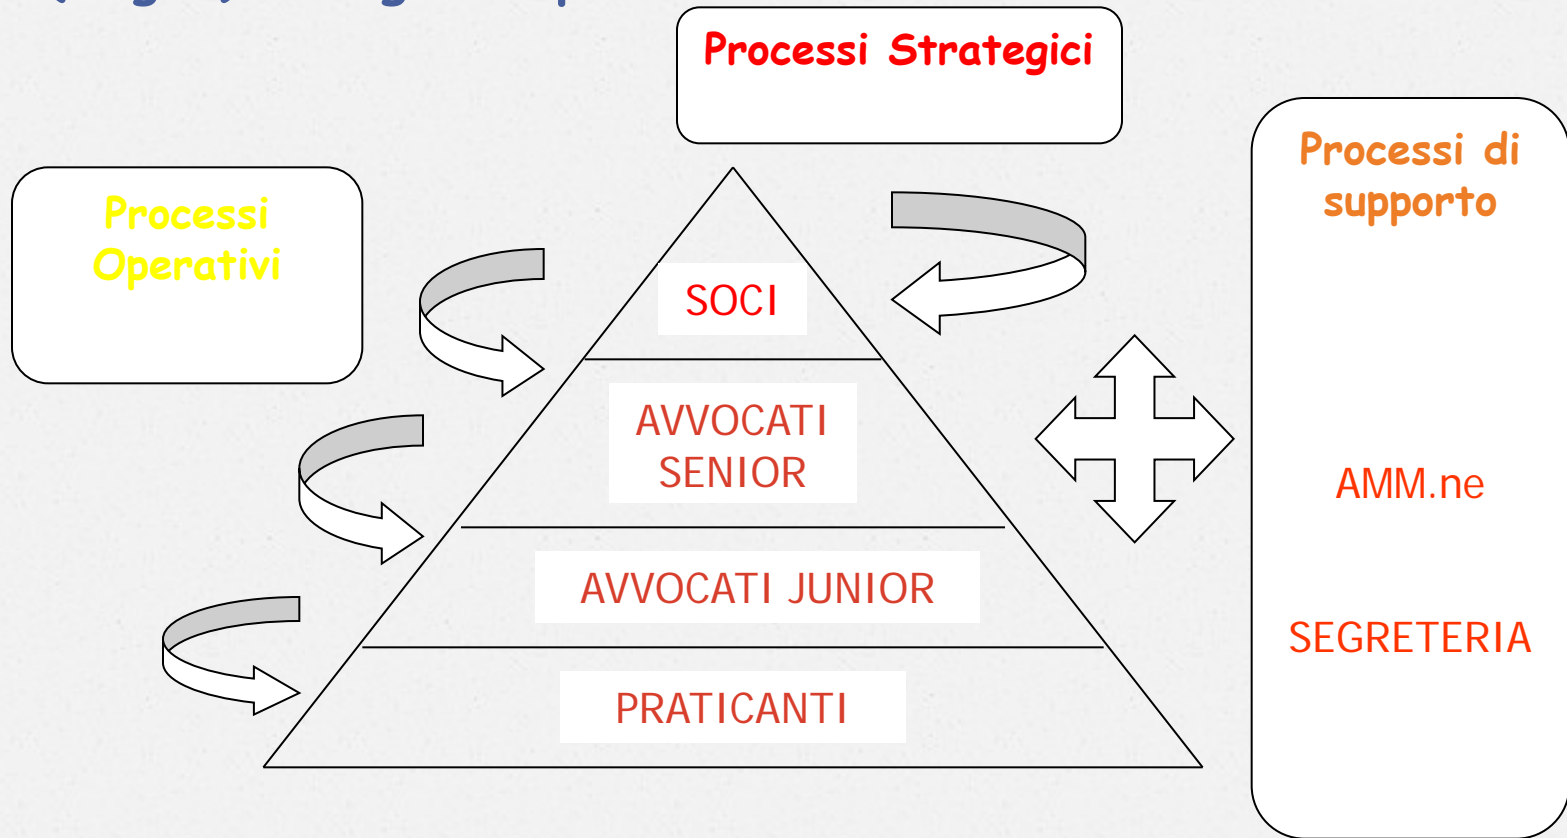 Processi Strategici
Processi
Operativi
Processi di
supporto
SOCI
AVVOCATI
SENIOR
AVVOCATI JUNIOR
PRATICANTI
AMM.ne
SEGRETERIA